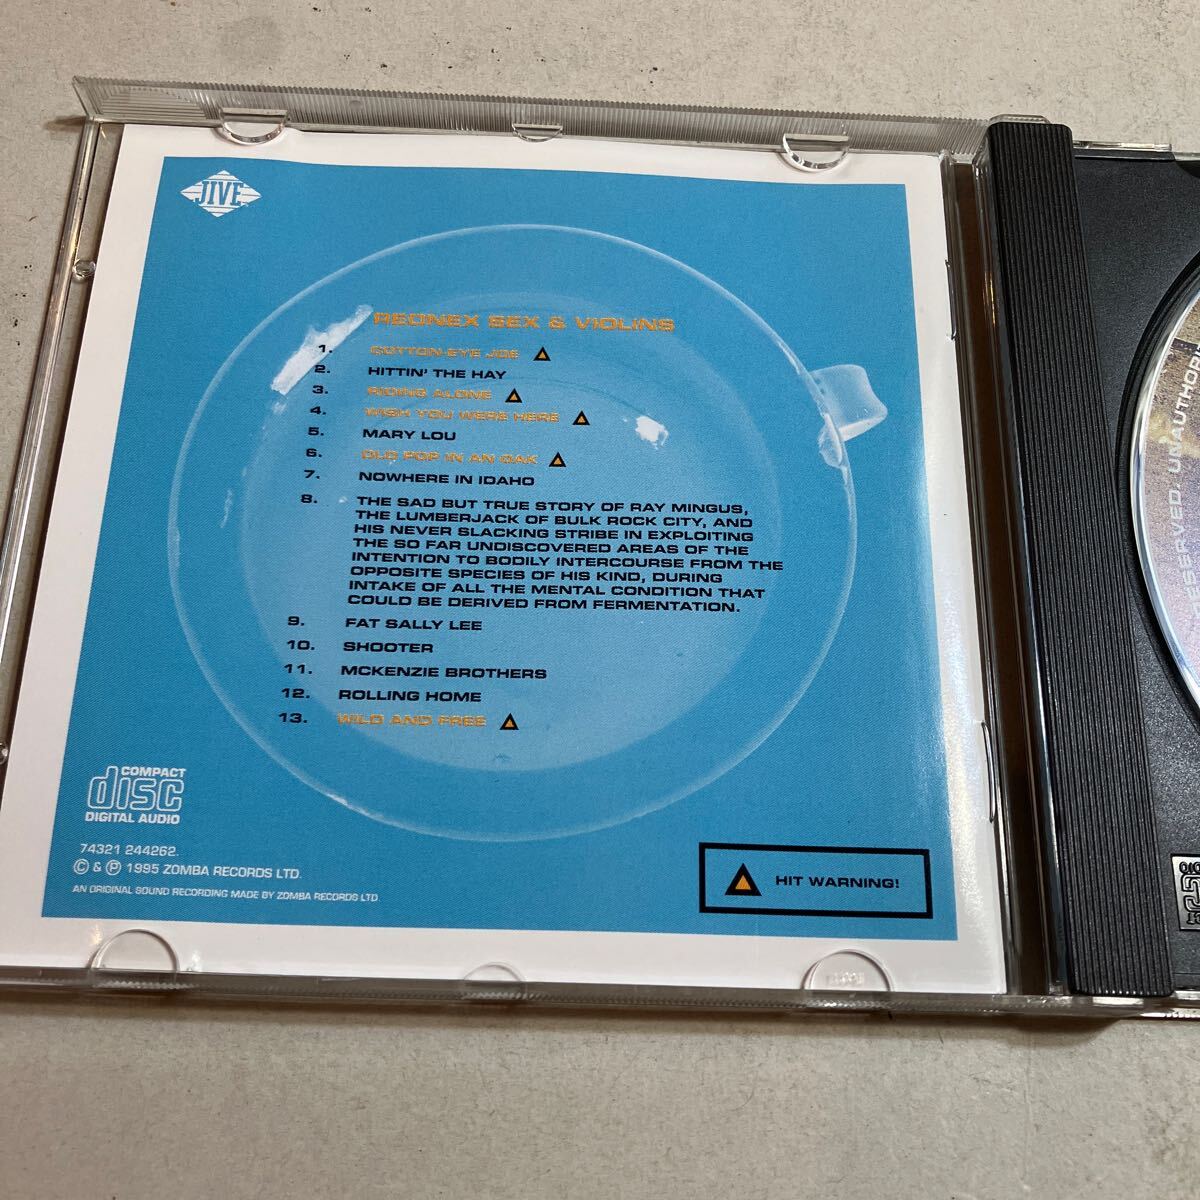 JIVE
REDNEX SEX & VIOLINS
1. COTTON-EYE JOE
2. HITTIN' THE HAY
3. RIDING ALONE
4. WISH YOU WERE HERE
5. MARY LOU
6. OLD POP IN AN OAK
7. NOWHERE IN IDAHO
8. THE SAD BUT TRUE STORY OF RAY MINGUS,
THE LUMBERJACK OF BULK ROCK CITY, AND
HIS NEVER SLACKING STRIBE IN EXPLOITING
THE SO FAR UNDISCOVERED AREAS OF THE
INTENTION TO BODILY INTERCOURSE FROM THE
OPPOSITE SPECIES OF HIS KIND, DURING
INTAKE OF ALL THE MENTAL CONDITION THAT
COULD BE DERIVED FROM FERMENTATION.
9. FAT SALLY LEE
10. SHOOTER
11. MCKENZIE BROTHERS
12. ROLLING HOME
13. WILD AND FREE
COMPACT
disc
DIGITAL AUDIO
74321 244262.
© & ℗ 1995 ZOMBA RECORDS LTD.
AN ORIGINAL SOUND RECORDING MADE BY ZOMBA RECORDS LTD
HIT WARNING!